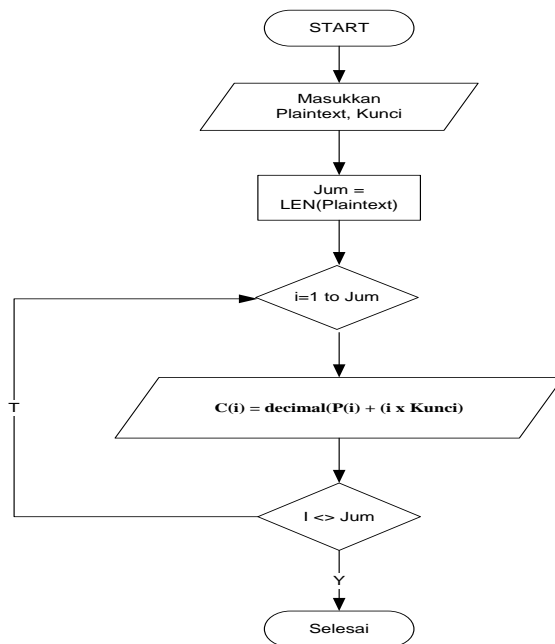 START
Masukkan
Plaintext, Kunci
Jum =
LEN(Plaintext)
i=1 to Jum
T
C(i) = decimal(P(i) + (i x Kunci)
I <> Jum
Y
Selesai